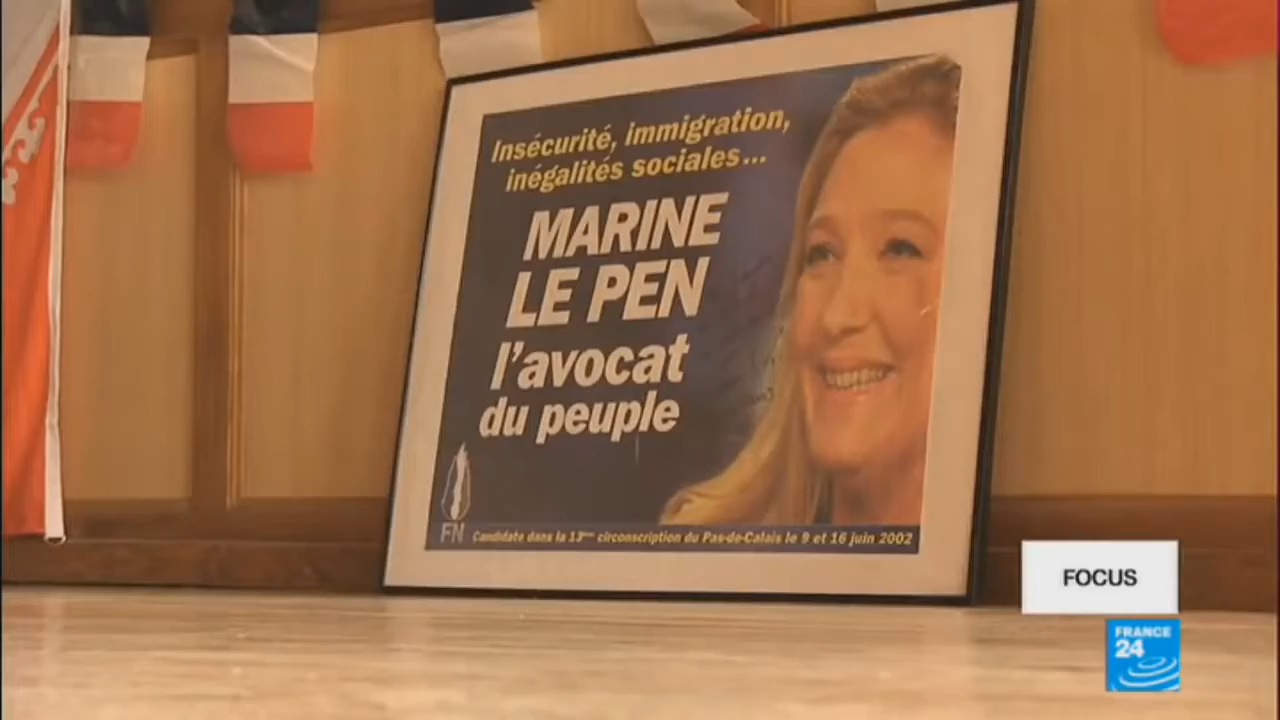 Insécurité, immigration,
inégalités sociales...
MARINE
LE PEN
l'avocat
du peuple
FN
Candidate dans la 13ème circonscription du Pas-de-Calais le 9 et 16 juin 2002
FOCUS
FRANCE
24